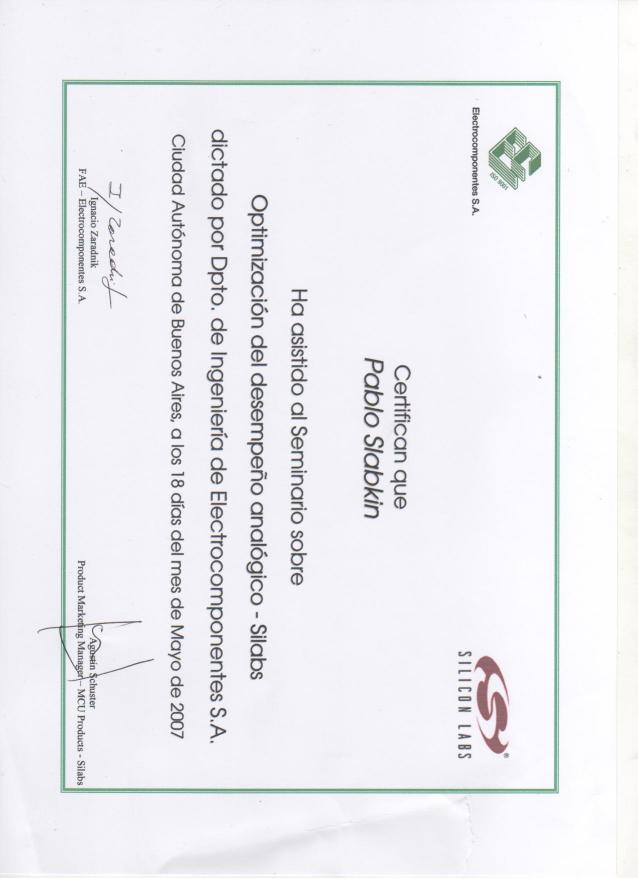 ISO 9001
Electrocomponentes S.A.
SILICON LABS
Certifican que
Pablo Slabkin
Ha asistido al Seminario sobre
Optimización del desempeño analógico - Silabs
dictado por Dpto. de Ingeniería de Electrocomponentes S.A.
Ciudad Autónoma de Buenos Aires, a los 18 días del mes de Mayo de 2007
I/Zaradnik
Ignacio Zaradnik
FAE – Electrocomponentes S.A.
Agustín Schuster
Product Marketing Manager – MCU Products - Silabs